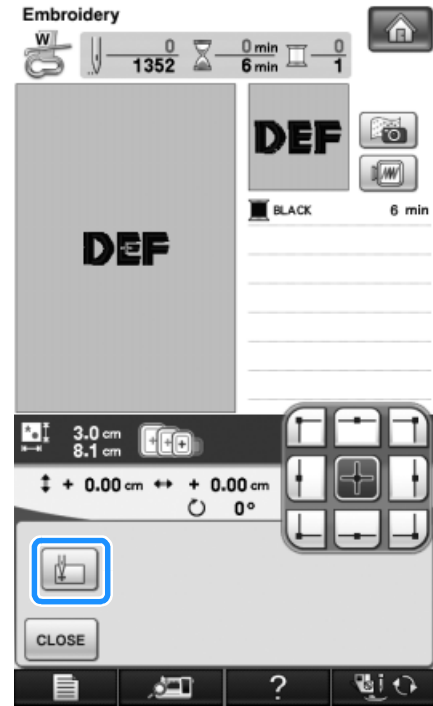 Embroidery
W
0
1352
0 min
6 min
0
1
DEF
DEF
BLACK 6 min
3.0 cm
8.1 cm
+ 0.00 cm + 0.00 cm
0°
CLOSE
?